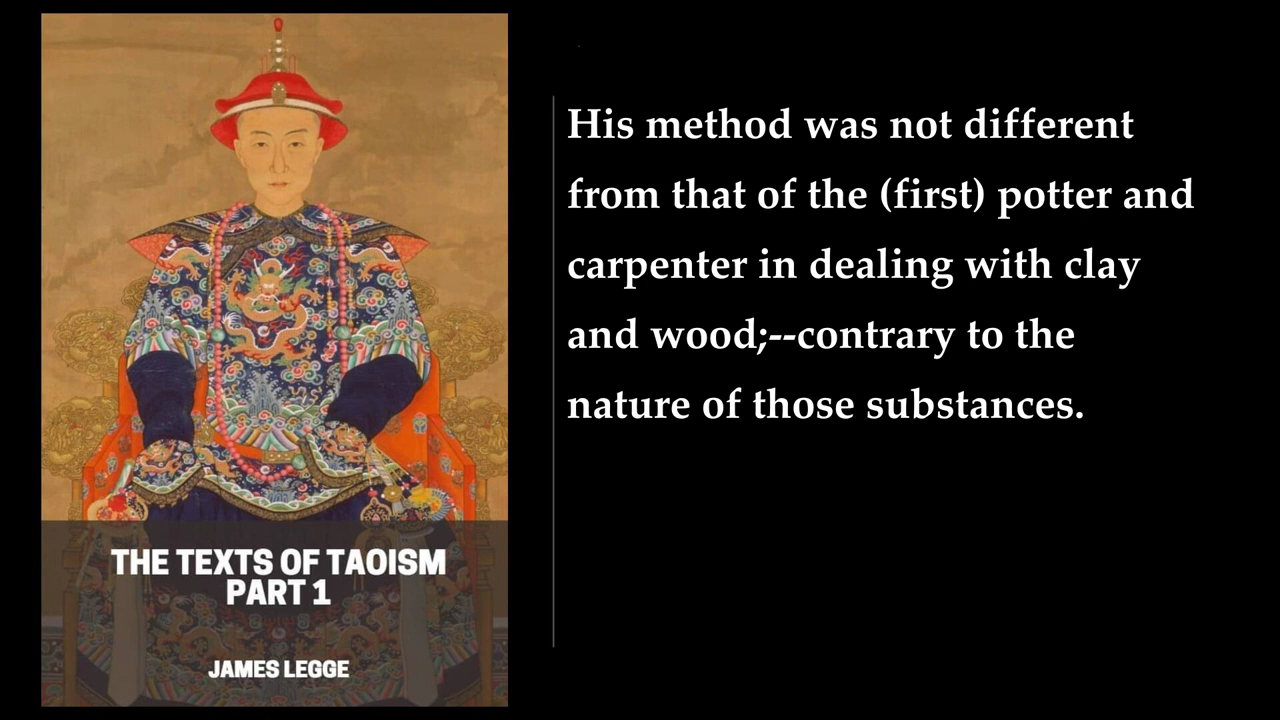 THE TEXTS OF TAOISM
PART 1
JAMES LEGGE
His method was not different
from that of the (first) potter and
carpenter in dealing with clay
and wood;--contrary to the
nature of those substances.